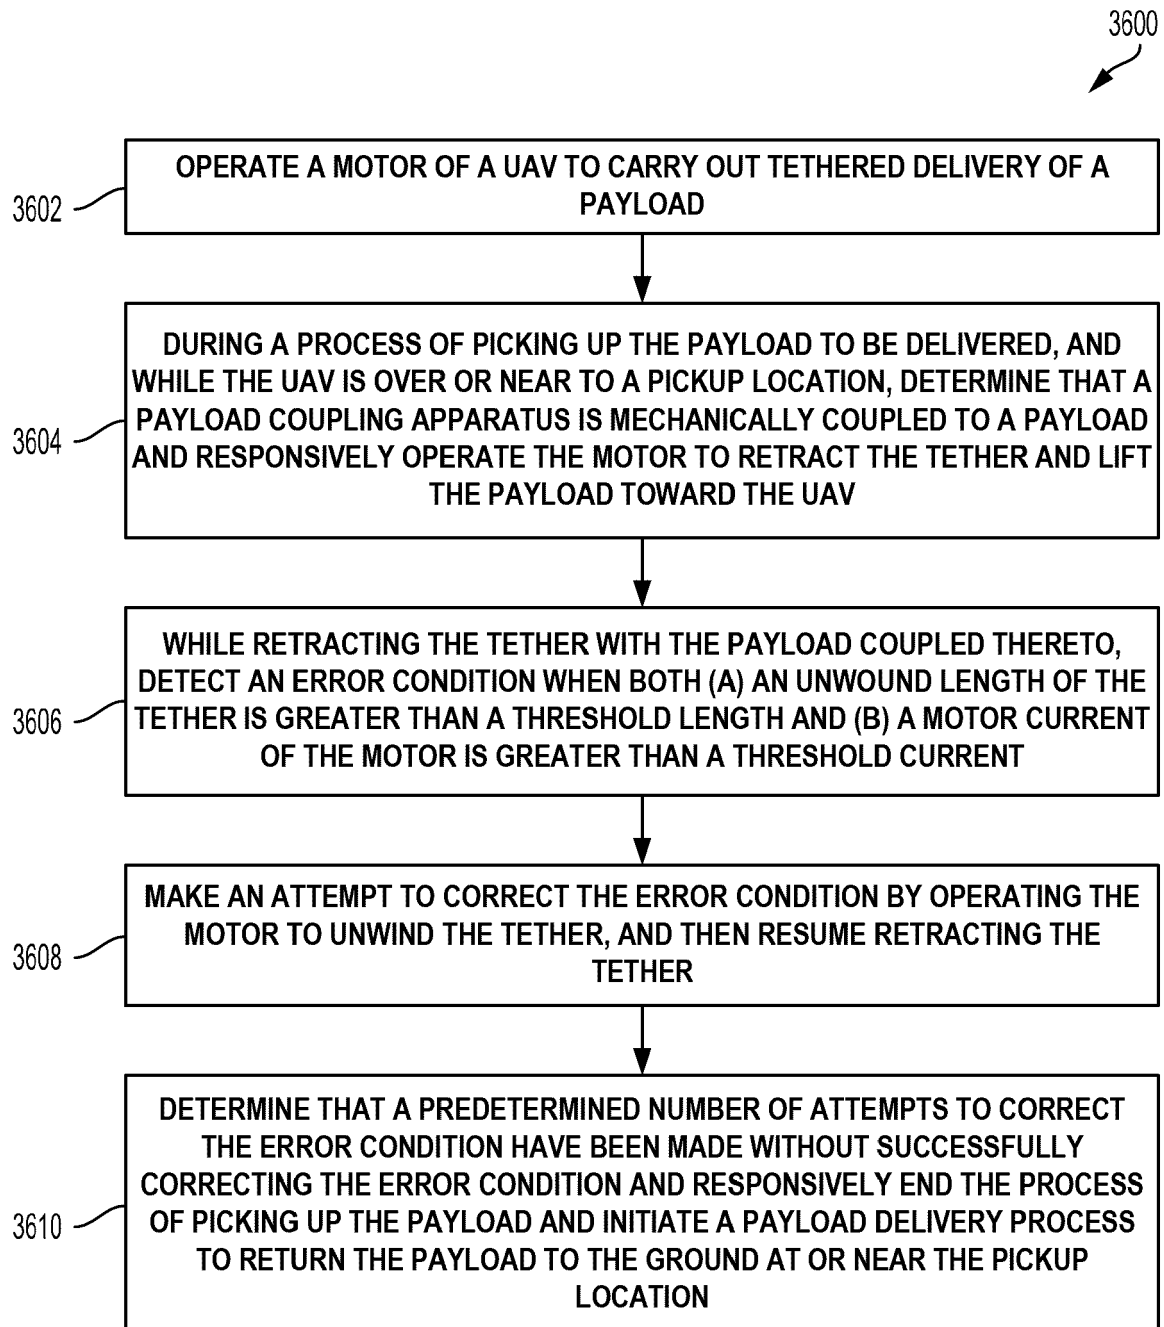 3600
3602
OPERATE A MOTOR OF A UAV TO CARRY OUT TETHERED DELIVERY OF A
PAYLOAD
3604
DURING A PROCESS OF PICKING UP THE PAYLOAD TO BE DELIVERED, AND
WHILE THE UAV IS OVER OR NEAR TO A PICKUP LOCATION, DETERMINE THAT A
PAYLOAD COUPLING APPARATUS IS MECHANICALLY COUPLED TO A PAYLOAD
AND RESPONSIVELY OPERATE THE MOTOR TO RETRACT THE TETHER AND LIFT
THE PAYLOAD TOWARD THE UAV
3606
WHILE RETRACTING THE TETHER WITH THE PAYLOAD COUPLED THERETO,
DETECT AN ERROR CONDITION WHEN BOTH (A) AN UNWOUND LENGTH OF THE
TETHER IS GREATER THAN A THRESHOLD LENGTH AND (B) A MOTOR CURRENT
OF THE MOTOR IS GREATER THAN A THRESHOLD CURRENT
3608
MAKE AN ATTEMPT TO CORRECT THE ERROR CONDITION BY OPERATING THE
MOTOR TO UNWIND THE TETHER, AND THEN RESUME RETRACTING THE
TETHER
3610
DETERMINE THAT A PREDETERMINED NUMBER OF ATTEMPTS TO CORRECT
THE ERROR CONDITION HAVE BEEN MADE WITHOUT SUCCESSFULLY
CORRECTING THE ERROR CONDITION AND RESPONSIVELY END THE PROCESS
OF PICKING UP THE PAYLOAD AND INITIATE A PAYLOAD DELIVERY PROCESS
TO RETURN THE PAYLOAD TO THE GROUND AT OR NEAR THE PICKUP
LOCATION